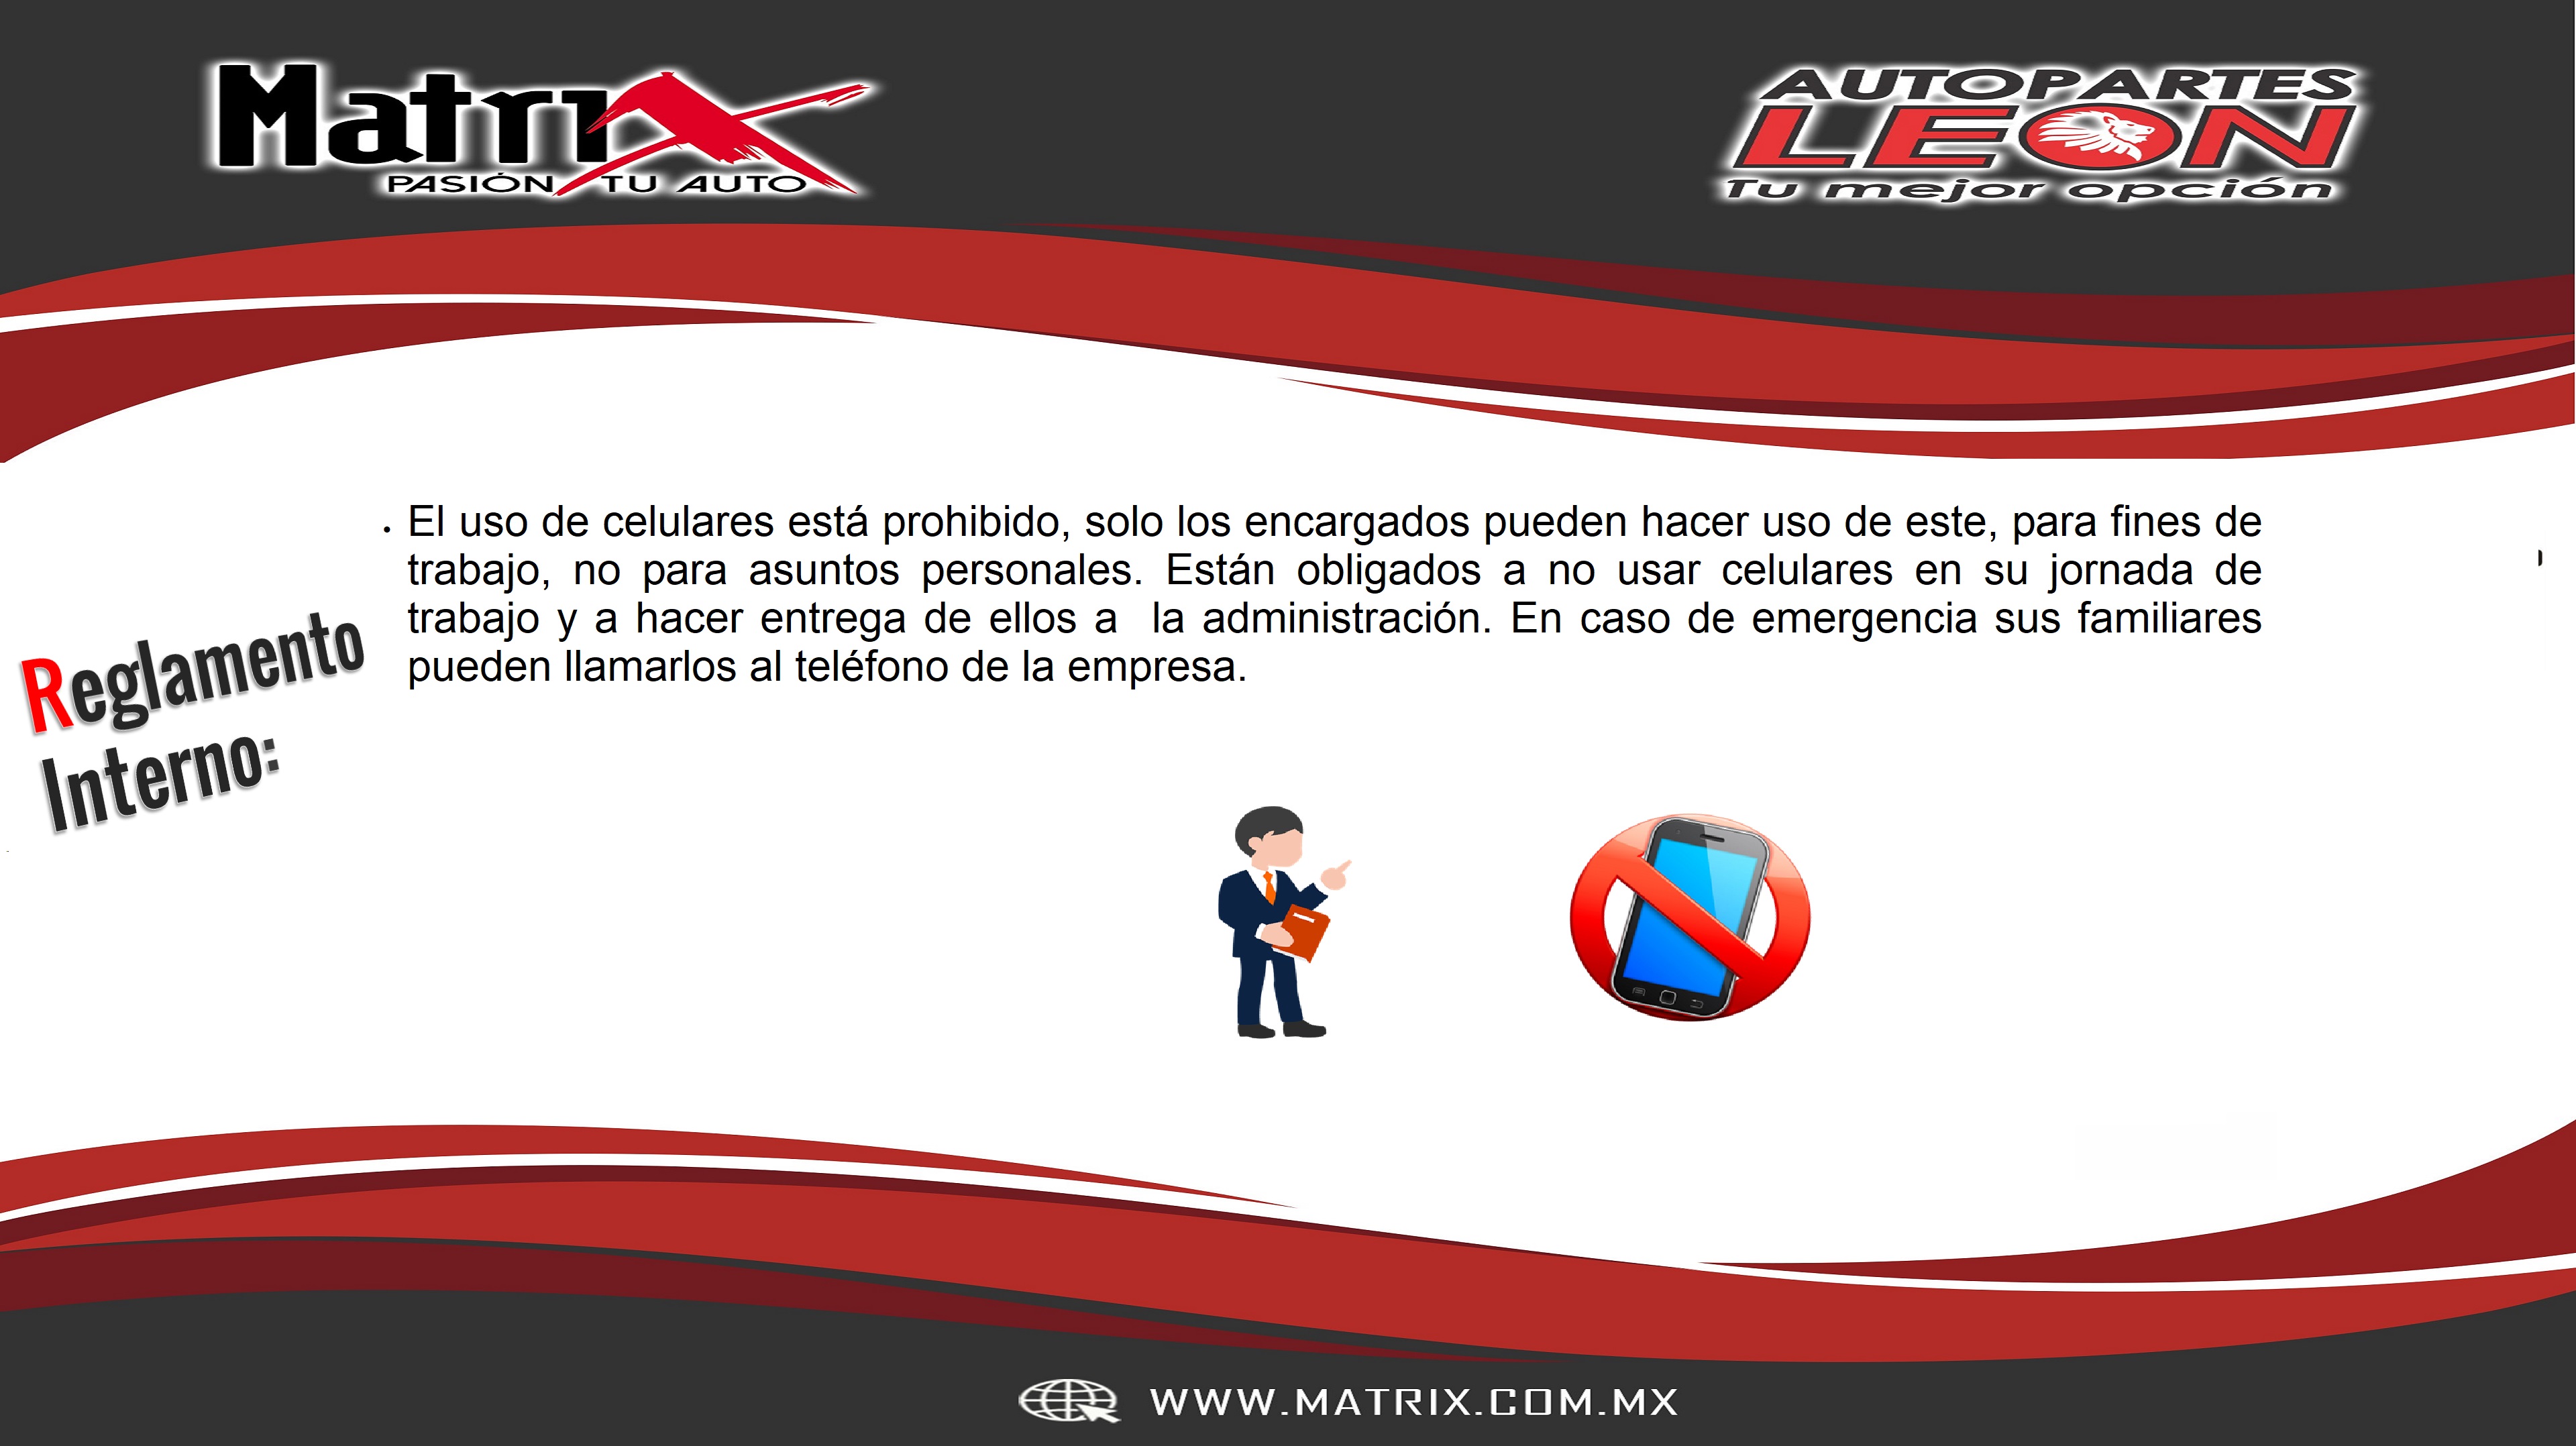 Matrix
PASIÓN TU AUTO
AUTOPARTES
LEON
Tu mejor opción
• El uso de celulares está prohibido, solo los encargados pueden hacer uso de este, para fines de
trabajo, no para asuntos personales. Están obligados a no usar celulares en su jornada de
trabajo y a hacer entrega de ellos a la administración. En caso de emergencia sus familiares
pueden llamarlos al teléfono de la empresa.
Reglamento
Interno:
WWW.MATRIX.COM.MX